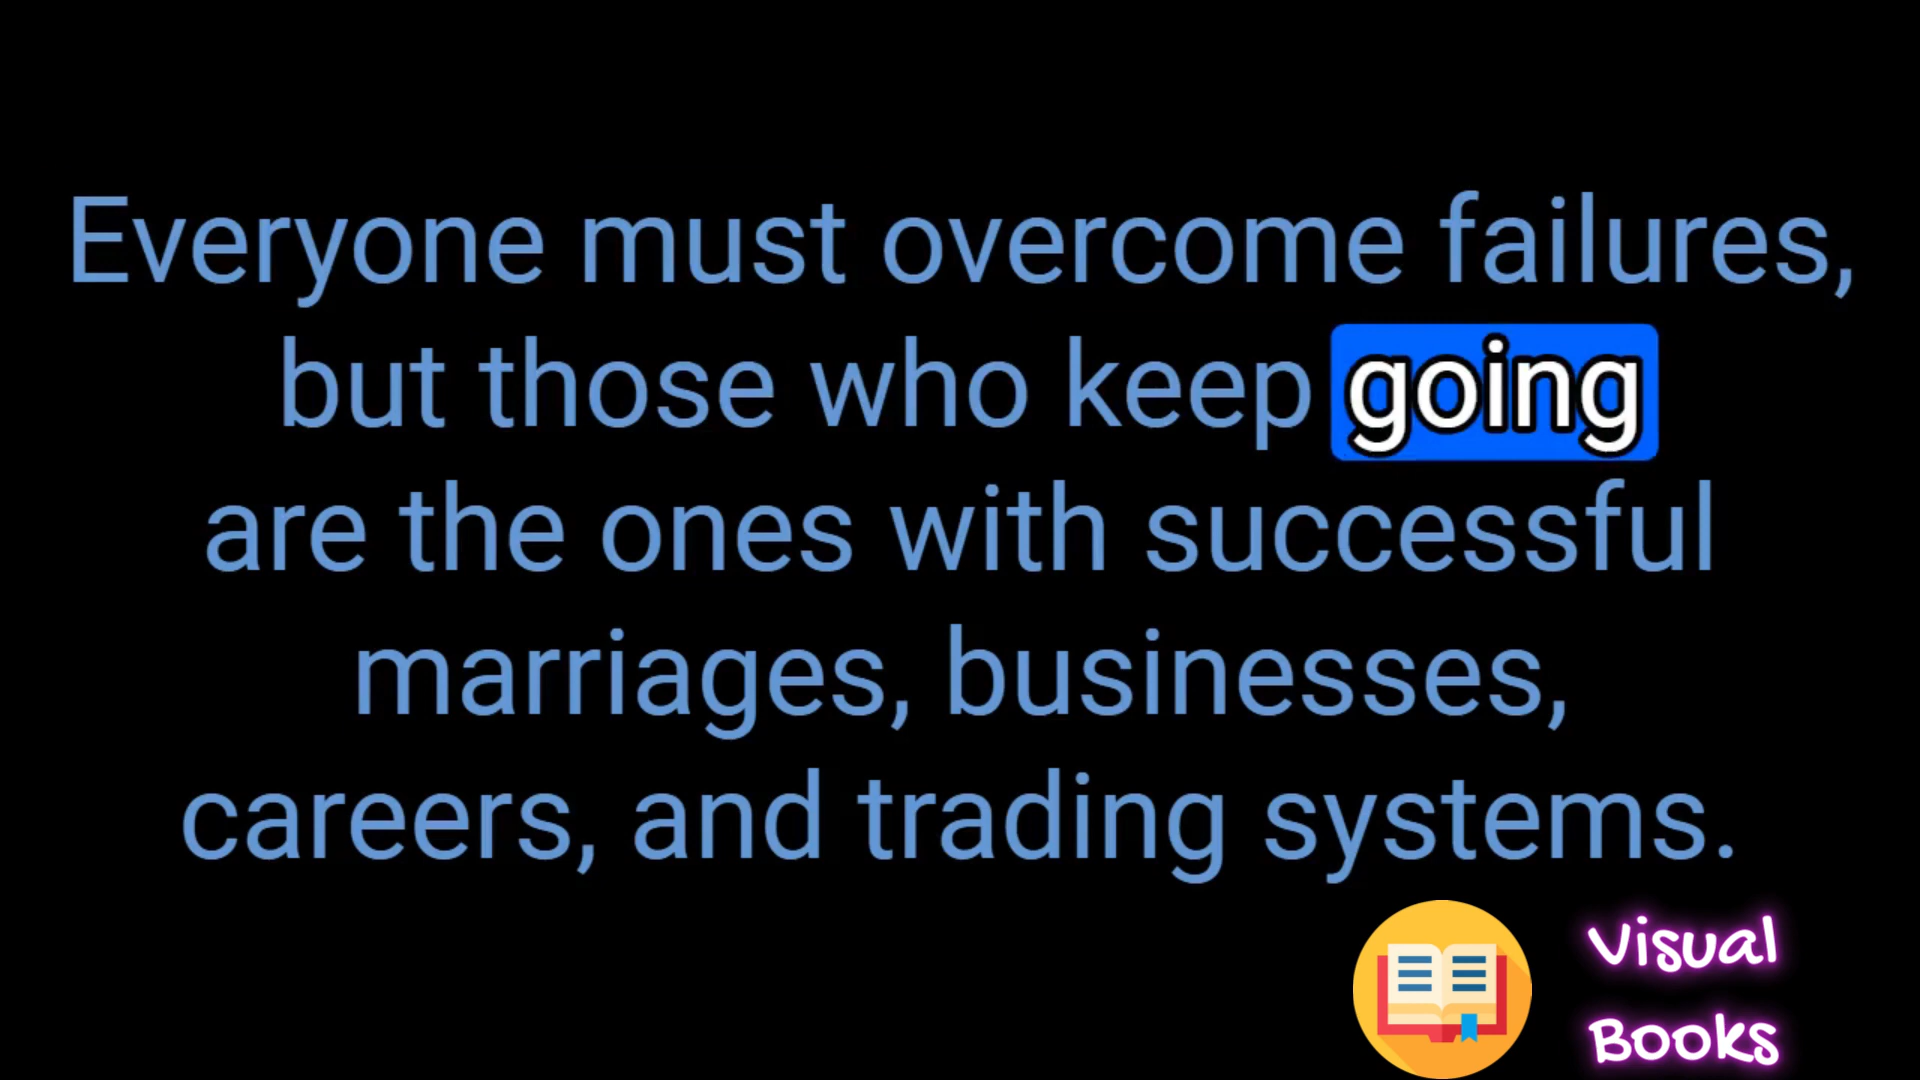 Everyone must overcome failures,
but those who keep going
are the ones with successful
marriages, businesses,
careers, and trading systems.
Visual
Books